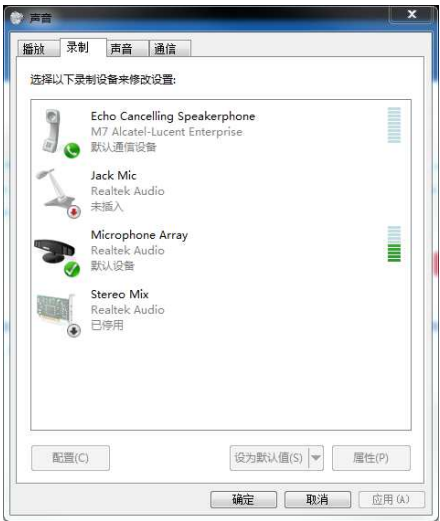 声音
播放 录制 声音 通信
选择以下录制设备来修改设置:
Echo Cancelling Speakerphone
M7 Alcatel-Lucent Enterprise
默认通信设备
Jack Mic
Realtek Audio
未插入
Microphone Array
Realtek Audio
默认设备
Stereo Mix
Realtek Audio
已停用
配置(C) 设为默认值(S) 属性(P)
确定 取消 应用(A)